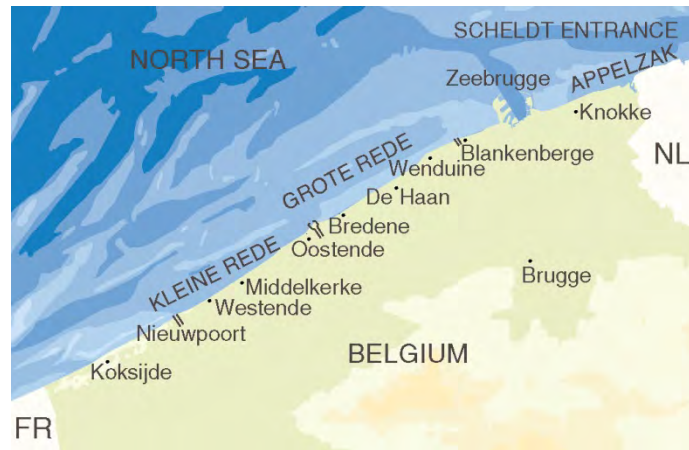 SCHELDT ENTRANCE
NORTH SEA
APPELZAK
Zeebrugge
Knokke
Blankenberge
NL
Wenduine
GROTE REDE
De Haan
Bredene
Oostende
KLEINE REDE
Brugge
Middelkerke
Westende
Nieuwpoort
BELGIUM
Koksijde
FR